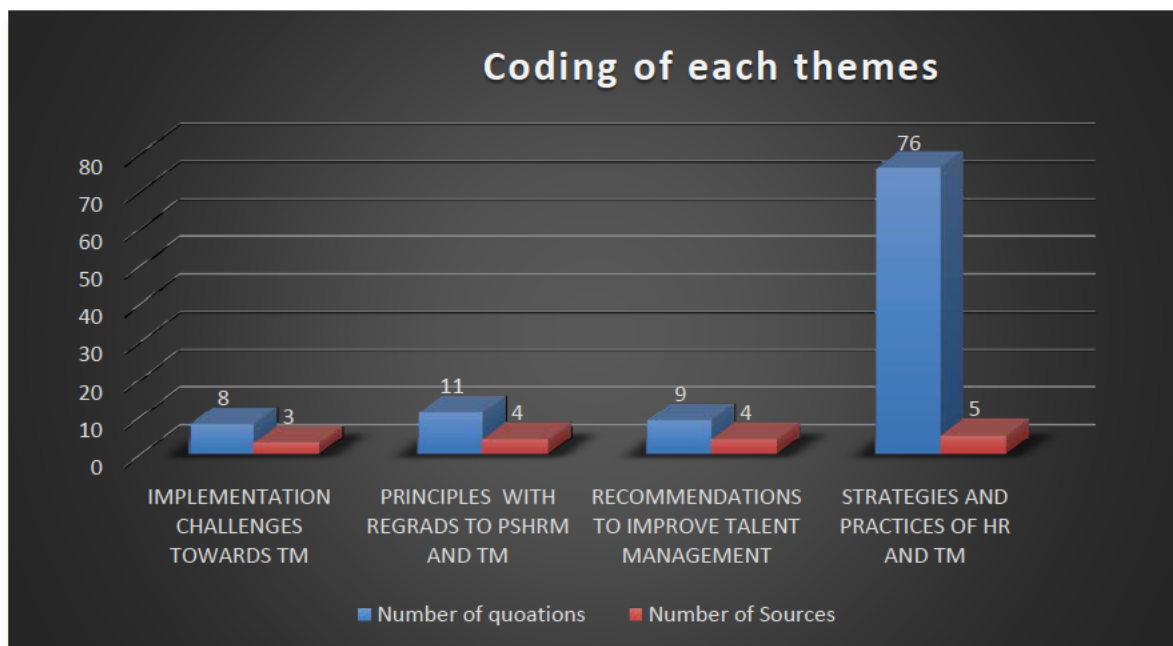 Coding of each themes
80
70
60
50
40
30
20
10
0
8
3
11
4
9
4
76
5
IMPLEMENTATION
CHALLENGES
TOWARDS TM
PRINCIPLES WITH
REGRADS TO PSHRM
AND TM
RECOMMENDATIONS
TO IMPROVE TALENT
MANAGEMENT
STRATEGIES AND
PRACTICES OF HR
AND TM
Number of quoations
Number of Sources